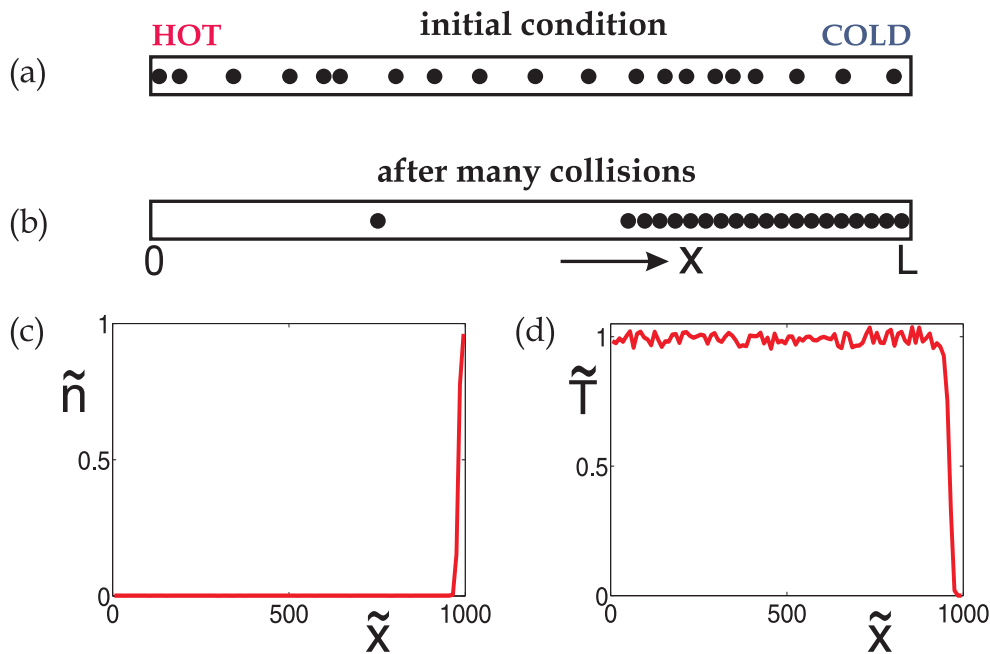 initial condition
HOT
COLD
(a)
after many collisions
(b)
0
x
L
(c)
1
0.5
0
ñ
0
500
1000
x̃
(d)
1
0.5
0
T̃
0
500
1000
x̃